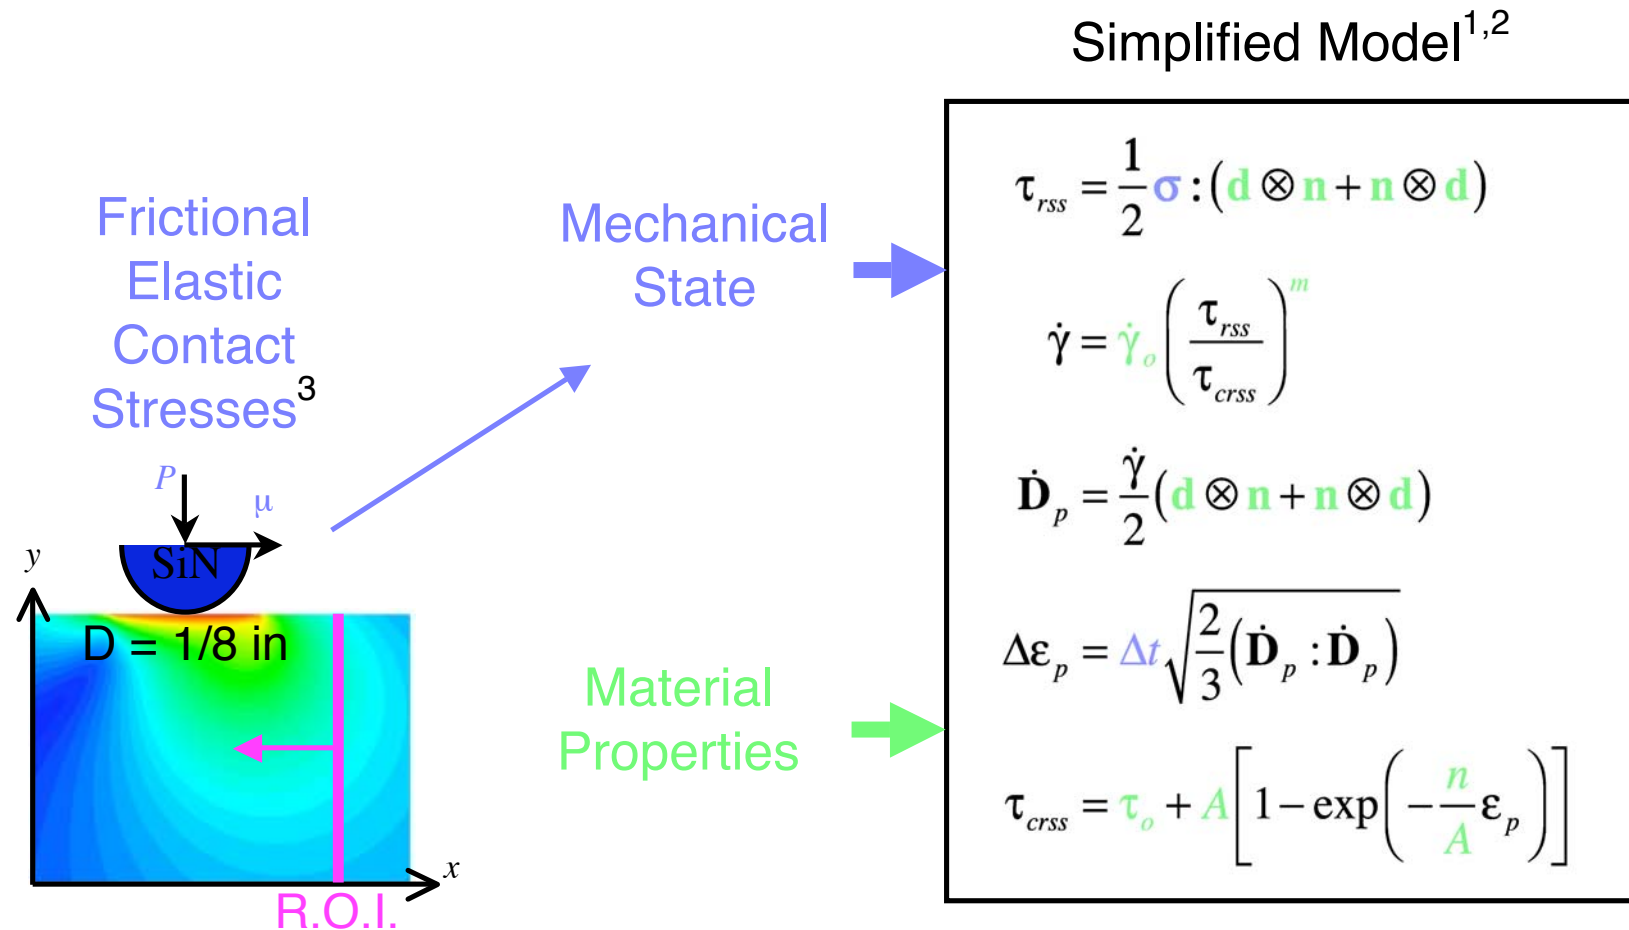 Simplified Model1,2
Frictional
Elastic
Contact
Stresses3
P
μ
SiN
y
D = 1/8 in
x
R.O.I.
Mechanical
State
Material
Properties
τrss = 1/2 σ : (d ⊗ n + n ⊗ d)
γ̇ = γ̇o (τrss / τcrss)^m
Ḋp = γ̇/2 (d ⊗ n + n ⊗ d)
Δεp = Δt √(2/3 (Ḋp : Ḋp))
τcrss = τo + A[1 − exp(−n/A εp)]